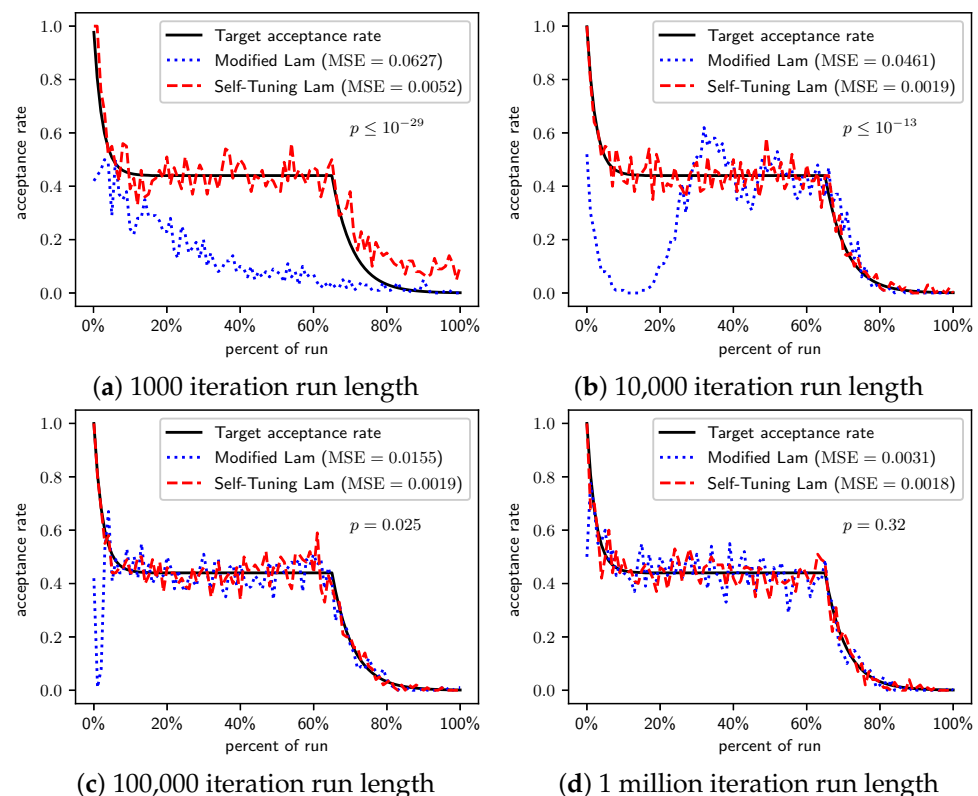 1.0
0.8
0.6
0.4
0.2
0.0
acceptance rate
Target acceptance rate
Modified Lam (MSE = 0.0627)
Self-Tuning Lam (MSE = 0.0052)
p ≤ 10⁻²⁹
0% 20% 40% 60% 80% 100%
percent of run
(a) 1000 iteration run length
1.0
0.8
0.6
0.4
0.2
0.0
acceptance rate
Target acceptance rate
Modified Lam (MSE = 0.0461)
Self-Tuning Lam (MSE = 0.0019)
p ≤ 10⁻¹³
0% 20% 40% 60% 80% 100%
percent of run
(b) 10,000 iteration run length
1.0
0.8
0.6
0.4
0.2
0.0
acceptance rate
Target acceptance rate
Modified Lam (MSE = 0.0155)
Self-Tuning Lam (MSE = 0.0019)
p = 0.025
0% 20% 40% 60% 80% 100%
percent of run
(c) 100,000 iteration run length
1.0
0.8
0.6
0.4
0.2
0.0
acceptance rate
Target acceptance rate
Modified Lam (MSE = 0.0031)
Self-Tuning Lam (MSE = 0.0018)
p = 0.32
0% 20% 40% 60% 80% 100%
percent of run
(d) 1 million iteration run length